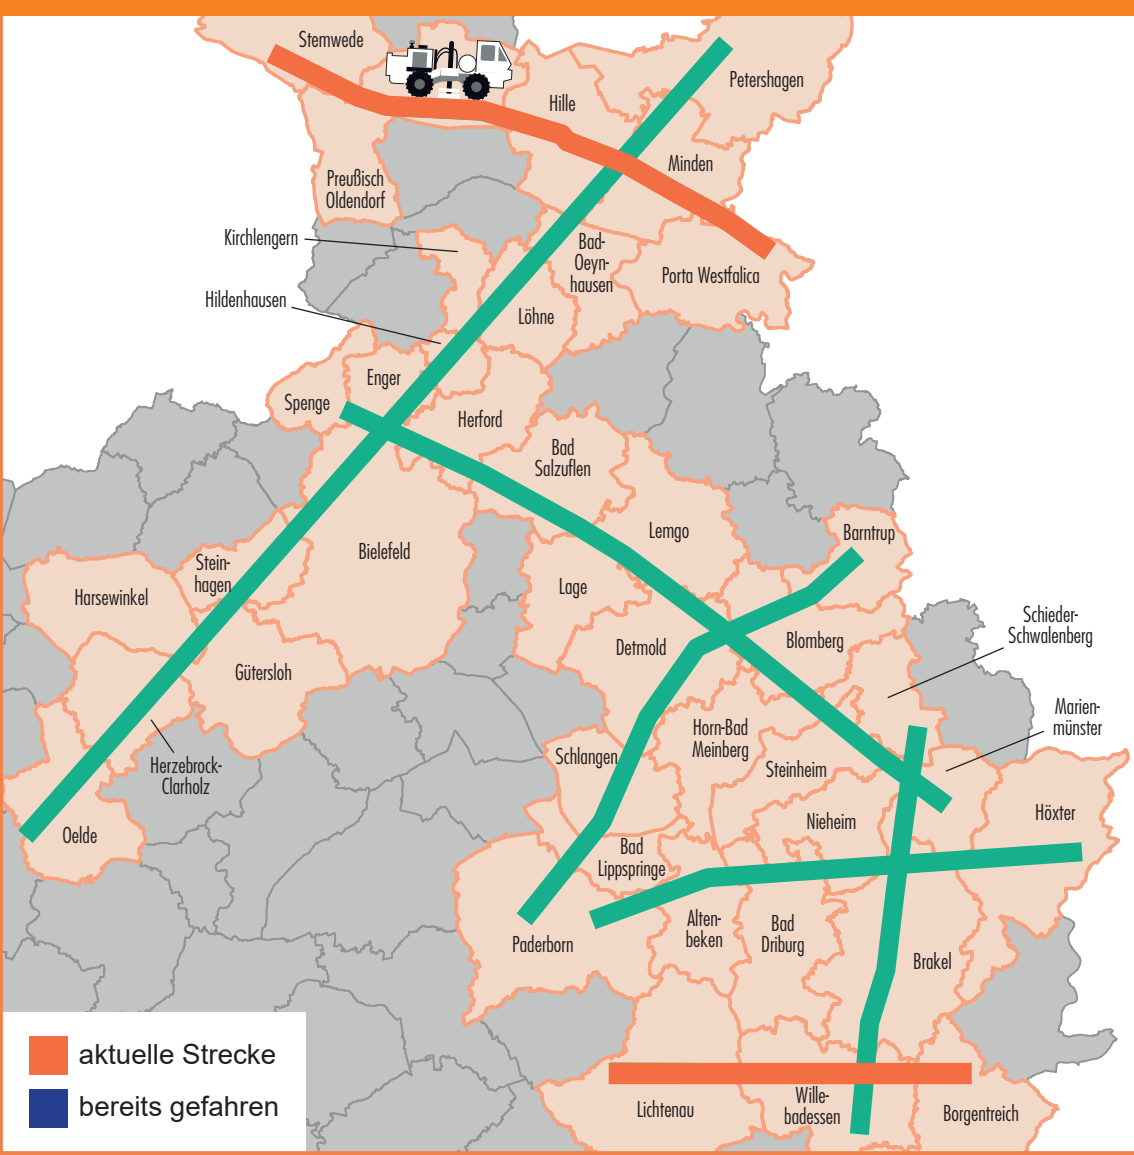 Stemwede
Petershagen
Hille
Minden
Preußisch
Oldendorf
Kirchlengern
Bad-
Oeyn-
hausen
Porta Westfalica
Hildenhausen
Löhne
Enger
Spenge
Herford
Bad
Salzuflen
Lemgo
Barntrup
Bielefeld
Stein-
hagen
Harsewinkel
Lage
Schieder-
Schwalenberg
Detmold
Blomberg
Gütersloh
Marien-
münster
Horn-Bad
Meinberg
Schlangen
Steinheim
Herzebrock-
Clarholz
Höxter
Nieheim
Oelde
Bad
Lippspringe
Alten-
beken
Bad
Driburg
Paderborn
Brakel
aktuelle Strecke
bereits gefahren
Lichtenau
Wille-
badessen
Borgentreich